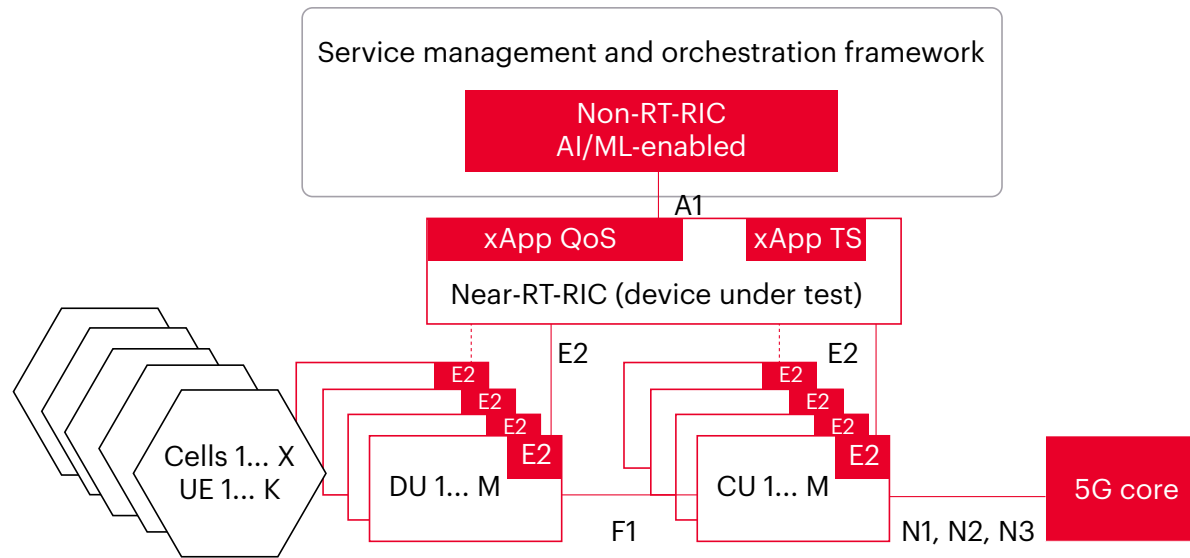 Service management and orchestration framework
Non-RT-RIC
AI/ML-enabled
A1
xApp QoS
xApp TS
Near-RT-RIC (device under test)
E2
E2
E2
E2
E2
E2
E2
E2
E2
E2
Cells 1... X
UE 1... K
DU 1... M
CU 1... M
5G core
F1
N1, N2, N3